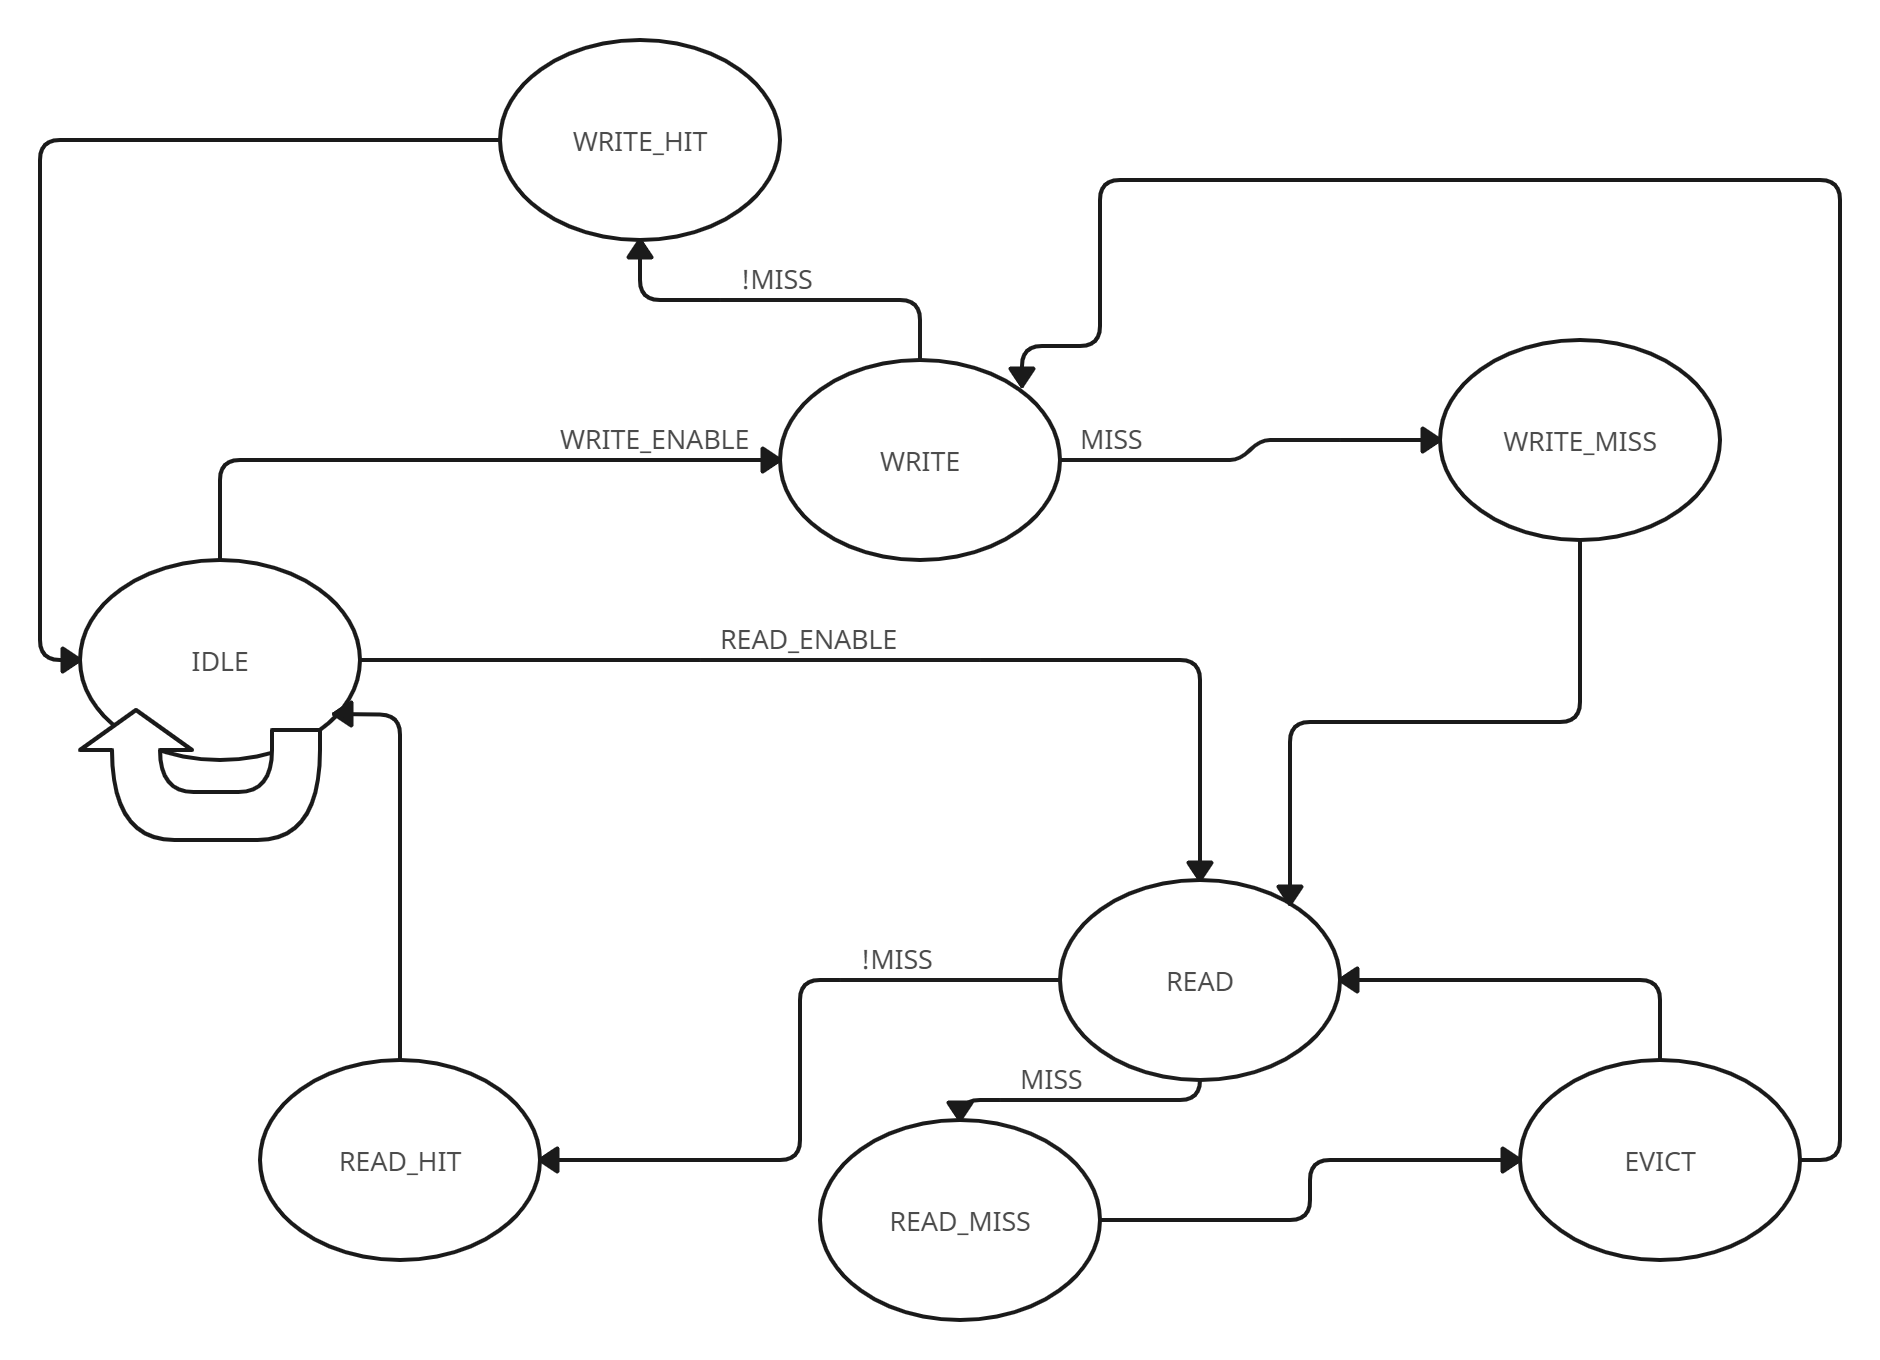 WRITE_HIT
!MISS
WRITE_ENABLE
WRITE
MISS
WRITE_MISS
IDLE
READ_ENABLE
!MISS
READ
MISS
READ_HIT
READ_MISS
EVICT